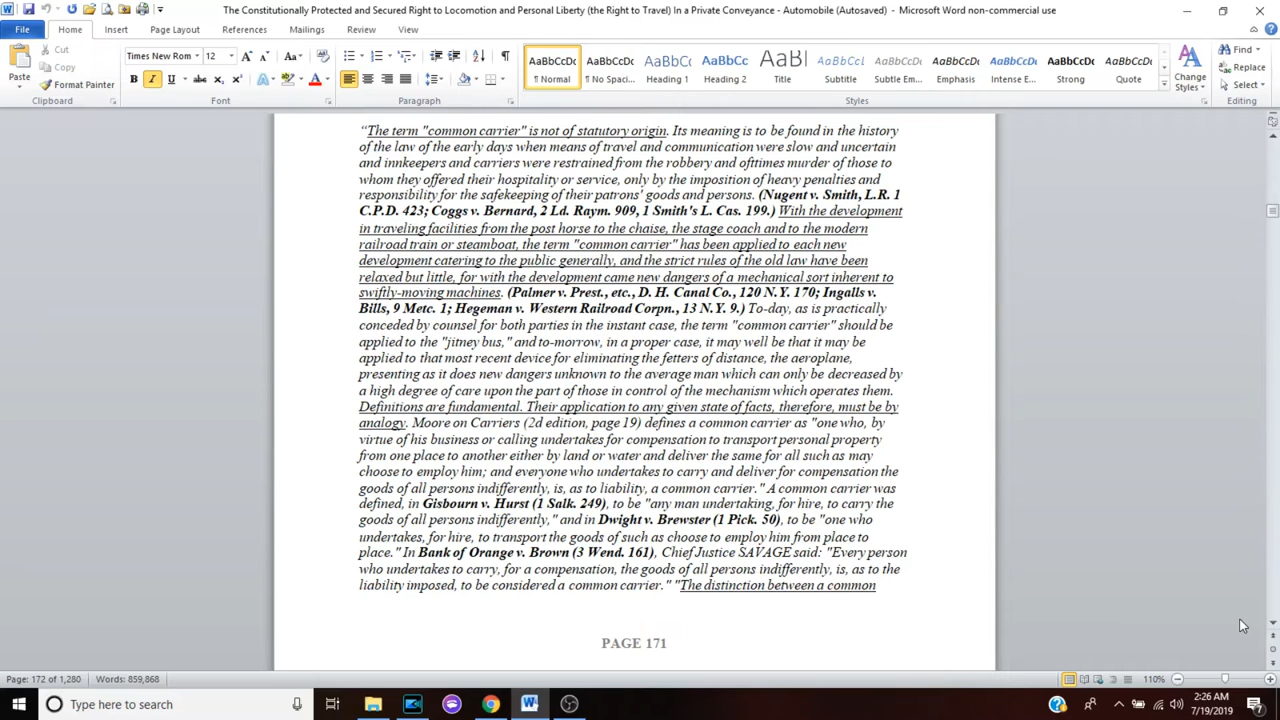 The Constitutionally Protected and Secured Right to Locomotion and Personal Liberty (the Right to Travel) In a Private Conveyance - Automobile (Autosaved) - Microsoft Word non-commercial use
File Home Insert Page Layout References Mailings Review View
Paste
Cut
Copy
Format Painter
Clipboard
Times New Rom 12
Font
Paragraph
AaBbCcDc AaBbCcDc AaBbC AaBbCc AaBl AaBbCcL AaBbCcDc AaBbCcDc AaBbCcDc AaBbCcDc AaBbCcDc
¶ Normal ¶ No Spaci... Heading 1 Heading 2 Title Subtitle Subtle Em... Emphasis Intense E... Strong Quote
Styles
Change
Styles
Find
Replace
Select
Editing
“The term "common carrier" is not of statutory origin. Its meaning is to be found in the history
of the law of the early days when means of travel and communication were slow and uncertain
and innkeepers and carriers were restrained from the robbery and ofttimes murder of those to
whom they offered their hospitality or service, only by the imposition of heavy penalties and
responsibility for the safekeeping of their patrons' goods and persons. (Nugent v. Smith, L.R. 1
C.P.D. 423; Coggs v. Bernard, 2 Ld. Raym. 909, 1 Smith's L. Cas. 199.) With the development
in traveling facilities from the post horse to the chaise, the stage coach and to the modern
railroad train or steamboat, the term "common carrier" has been applied to each new
development catering to the public generally, and the strict rules of the old law have been
relaxed but little, for with the development came new dangers of a mechanical sort inherent to
swiftly-moving machines. (Palmer v. Prest., etc., D. H. Canal Co., 120 N.Y. 170; Ingalls v.
Bills, 9 Metc. 1; Hegeman v. Western Railroad Corpn., 13 N.Y. 9.) To-day, as is practically
conceded by counsel for both parties in the instant case, the term "common carrier" should be
applied to the "jitney bus," and to-morrow, in a proper case, it may well be that it may be
applied to that most recent device for eliminating the fetters of distance, the aeroplane,
presenting as it does new dangers unknown to the average man which can only be decreased by
a high degree of care upon the part of those in control of the mechanism which operates them.
Definitions are fundamental. Their application to any given state of facts, therefore, must be by
analogy. Moore on Carriers (2d edition, page 19) defines a common carrier as "one who, by
virtue of his business or calling undertakes for compensation to transport personal property
from one place to another either by land or water and deliver the same for all such as may
choose to employ him; and everyone who undertakes to carry and deliver for compensation the
goods of all persons indifferently, is, as to liability, a common carrier." A common carrier was
defined, in Gisbourn v. Hurst (1 Salk. 249), to be "any man undertaking, for hire, to carry the
goods of all persons indifferently," and in Dwight v. Brewster (1 Pick. 50), to be "one who
undertakes, for hire, to transport the goods of such as choose to employ him from place to
place." In Bank of Orange v. Brown (3 Wend. 161), Chief Justice SAVAGE said: "Every person
who undertakes to carry, for a compensation, the goods of all persons indifferently, is, as to the
liability imposed, to be considered a common carrier." "The distinction between a common
PAGE 171
Page: 172 of 1,280 Words: 859,868 110%
Type here to search
2:26 AM
7/19/2019